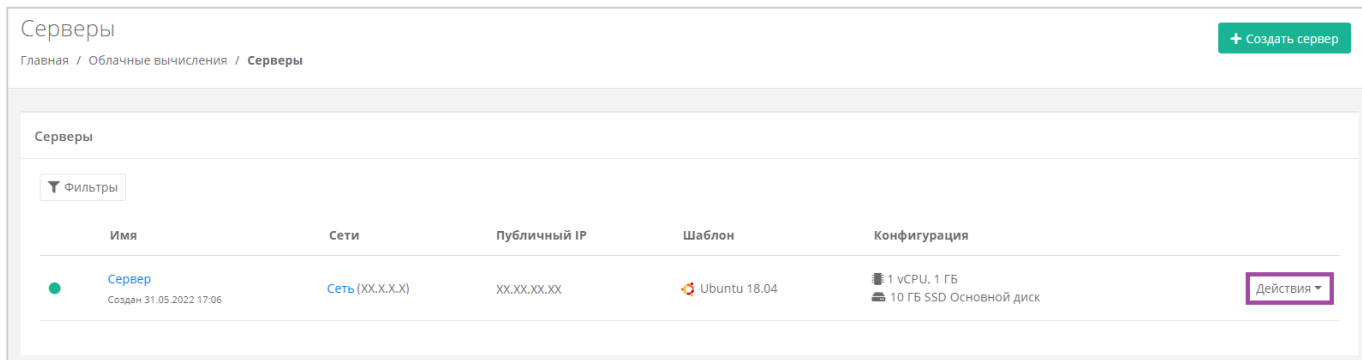 Серверы
+ Создать сервер
Главная / Облачные вычисления / Серверы
Серверы
Фильтры
Имя Сети Публичный IP Шаблон Конфигурация
Сервер Сеть (XX.X.X.X) XX.XX.XX.XX Ubuntu 18.04 1 vCPU, 1 ГБ Действия
Создан 31.05.2022 17:06 10 ГБ SSD Основной диск